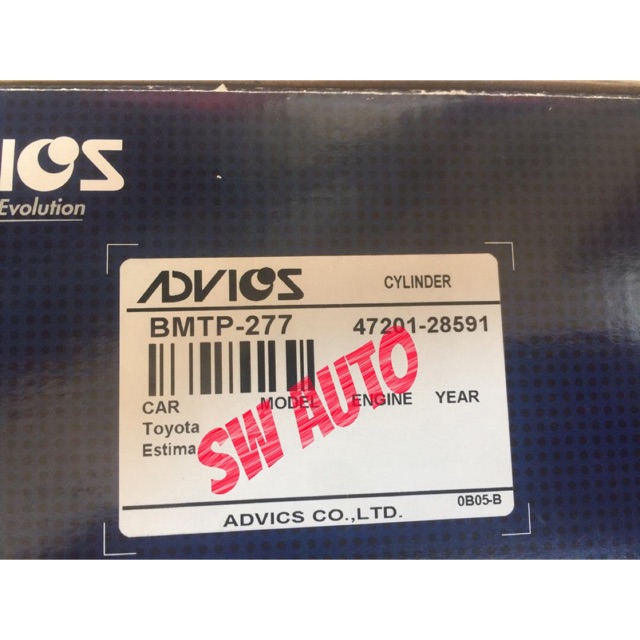 VICS
Evolution
ADVICS CYLINDER
BMTP-277 47201-28591
CAR MODEL ENGINE YEAR
Toyota
Estima
SW AUTO
0B05-B
ADVICS CO.,LTD.